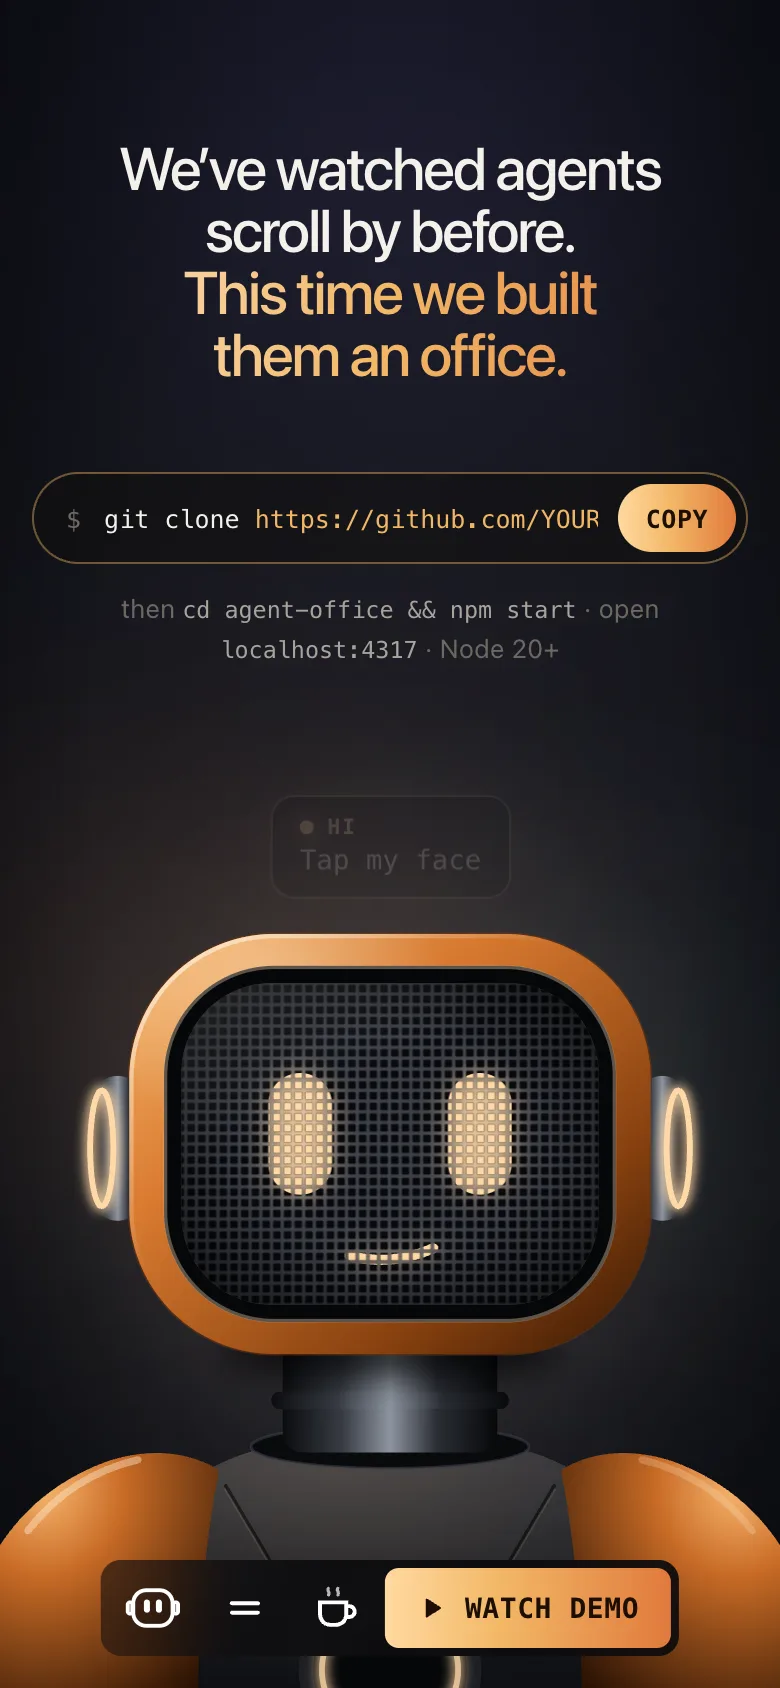 We’ve watched agents
scroll by before.
This time we built
them an office.
$ git clone https://github.com/YOUR
COPY
then cd agent-office && npm start · open
localhost:4317 · Node 20+
HI
Tap my face
WATCH DEMO